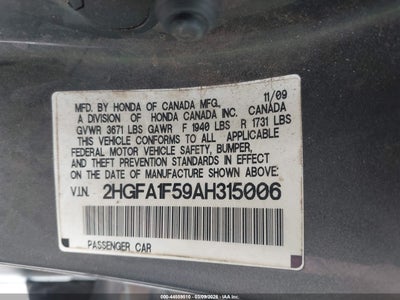 MFD. BY HONDA OF CANADA MFG., 11/09
A DIVISION OF HONDA CANADA INC. CANADA
GVWR 3671 LBS GAWR F 1940 LBS R 1731 LBS
THIS VEHICLE CONFORMS TO ALL APPLICABLE
FEDERAL MOTOR VEHICLE SAFETY, BUMPER,
AND THEFT PREVENTION STANDARDS IN EFFECT
ON THE DATE OF MANUFACTURE SHOWN ABOVE.
V.I.N. 2HGFA1F59AH315006
PASSENGER CAR